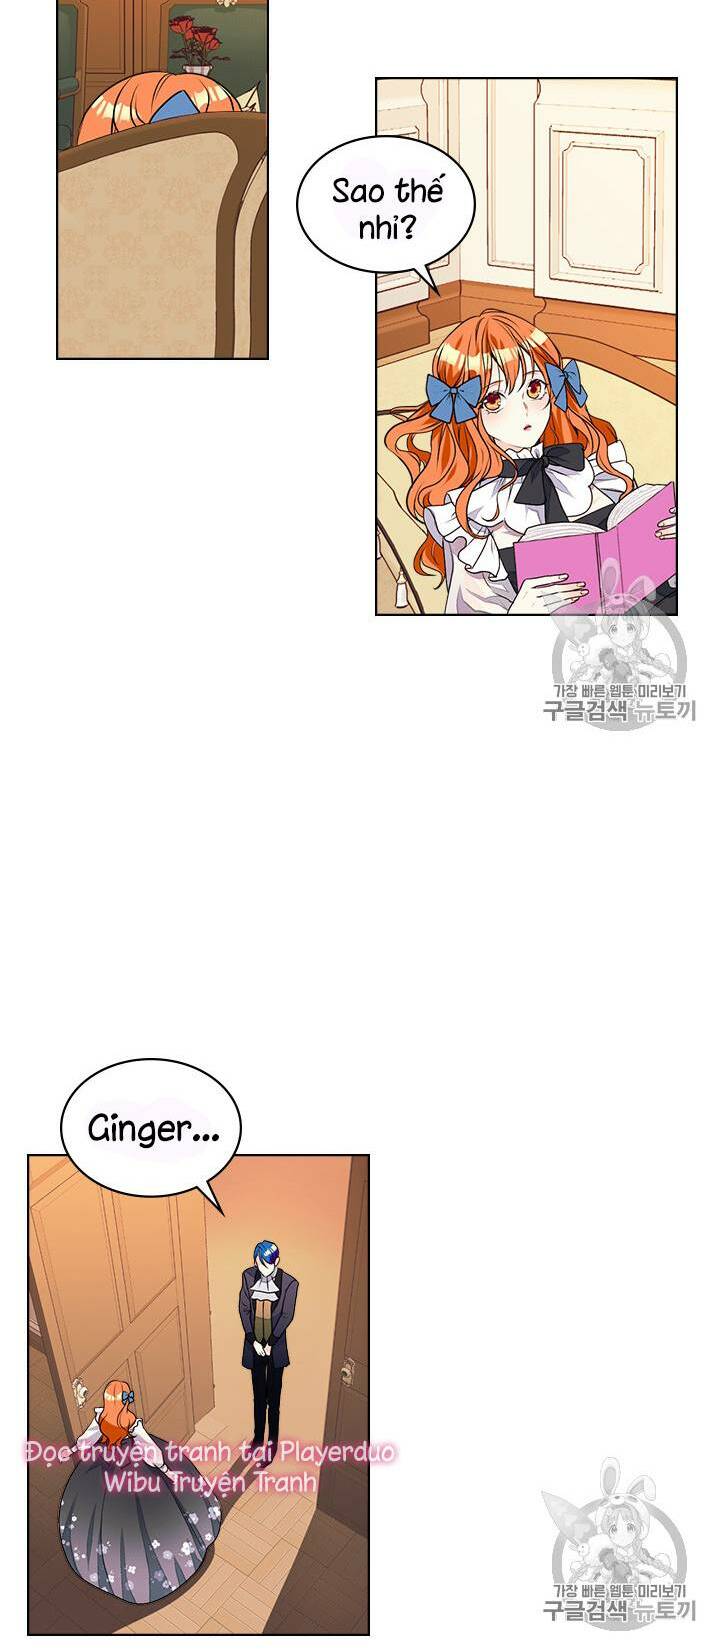 Sao thế
nhỉ?
가장 빠른 웹툰 미리보기
구글검색 뉴토끼
Ginger...
Đọc truyện tranh tại Playerduo
Wibu Truyện Tranh
가장 빠른 웹툰 미리보기
구글검색 뉴토끼